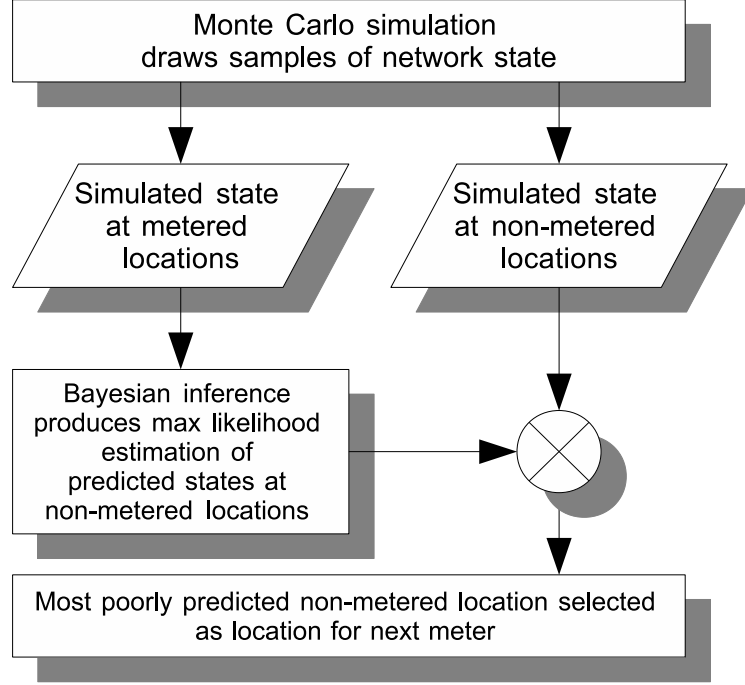 Monte Carlo simulation
draws samples of network state
Simulated state
at metered
locations
Simulated state
at non-metered
locations
Bayesian inference
produces max likelihood
estimation of
predicted states at
non-metered locations
Most poorly predicted non-metered location selected
as location for next meter